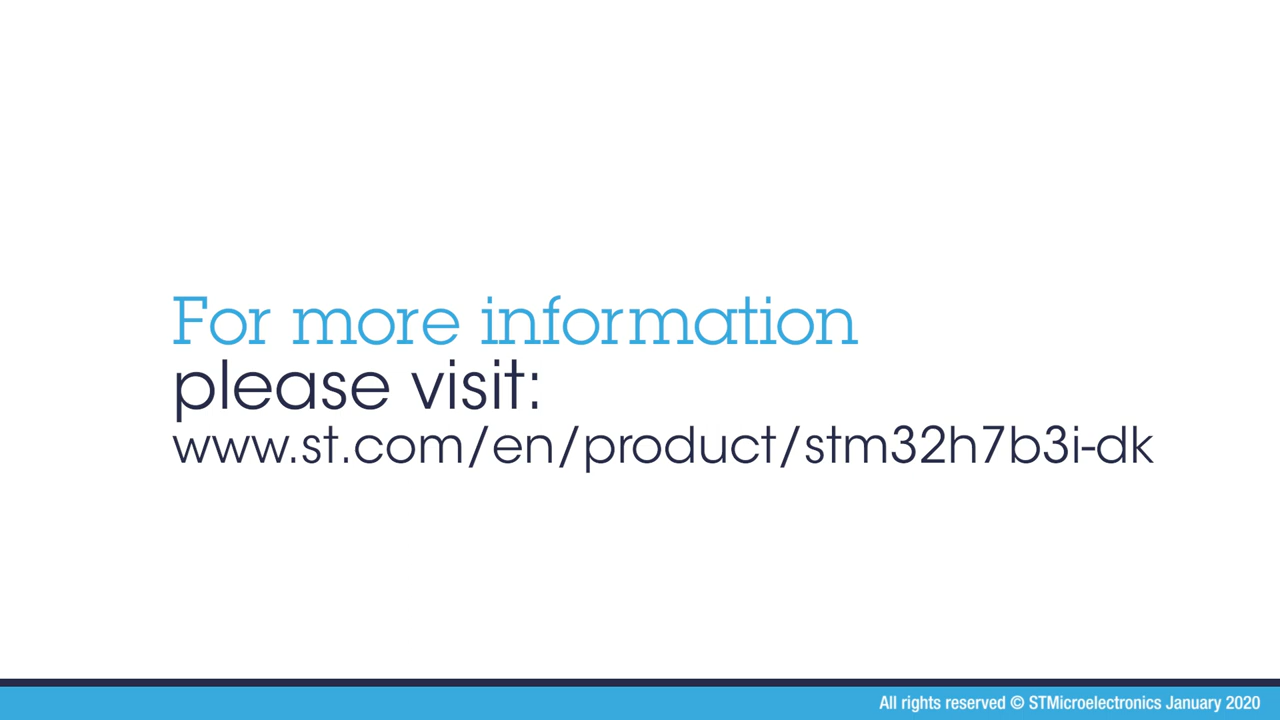 For more information
please visit:
www.st.com/en/product/stm32h7b3i-dk
All rights reserved © STMicroelectronics January 2020